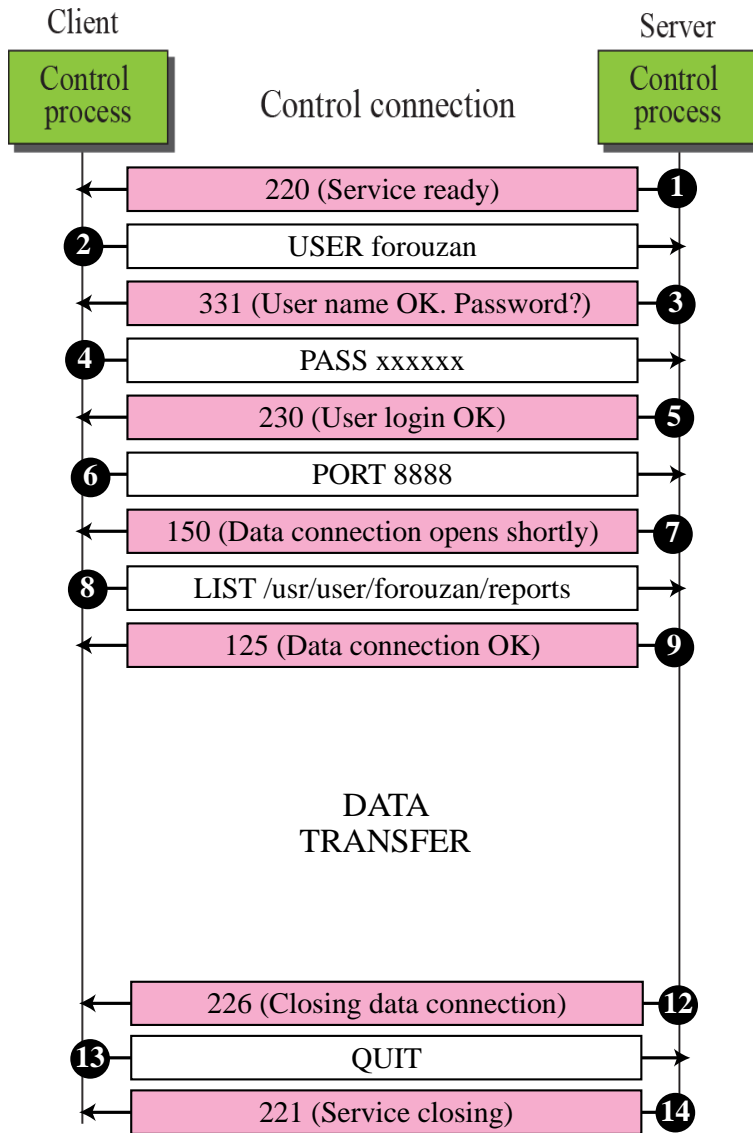 Client
Server
Control
process
Control connection
Control
process
220 (Service ready)
1
2
USER forouzan
331 (User name OK. Password?)
3
4
PASS xxxxxx
230 (User login OK)
5
6
PORT 8888
150 (Data connection opens shortly)
7
8
LIST /usr/user/forouzan/reports
125 (Data connection OK)
9
DATA
TRANSFER
226 (Closing data connection)
12
13
QUIT
221 (Service closing)
14